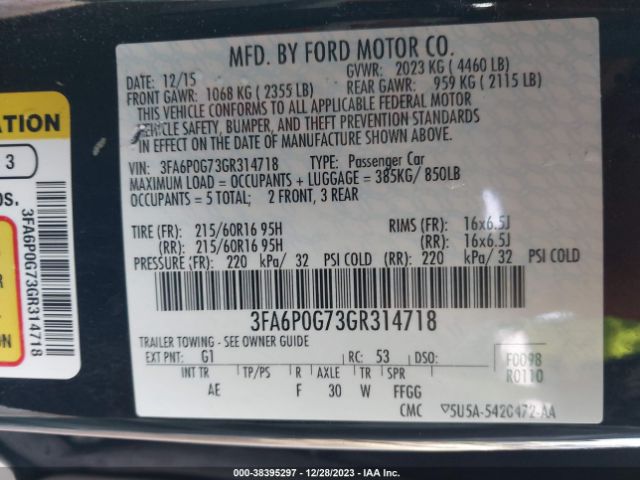 MFD. BY FORD MOTOR CO.
DATE: 12/15 GVWR: 2023 KG ( 4460 LB)
FRONT GAWR: 1068 KG ( 2355 LB) REAR GAWR: 959 KG ( 2115 LB)
THIS VEHICLE CONFORMS TO ALL APPLICABLE FEDERAL MOTOR
VEHICLE SAFETY, BUMPER, AND THEFT PREVENTION STANDARDS
IN EFFECT ON THE DATE OF MANUFACTURE SHOWN ABOVE.
VIN: 3FA6P0G73GR314718 TYPE: Passenger Car
MAXIMUM LOAD = OCCUPANTS + LUGGAGE = 385KG/ 850LB
OCCUPANTS = 5 TOTAL; 2 FRONT, 3 REAR
TIRE (FR): 215/60R16 95H RIMS (FR): 16x6.5J
(RR): 215/60R16 95H (RR): 16x6.5J
PRESSURE (FR): 220 kPa/ 32 PSI COLD (RR): 220 kPa/ 32 PSI COLD
3FA6P0G73GR314718
TRAILER TOWING - SEE OWNER GUIDE
EXT PNT: G1 RC: 53 DSO: F0098
R0110
INT TR TP/PS R AXLE TR SPR
AE F 30 W FFGG
CMC ▽5U5A-5420472-AA
3
3FA6P0G73GR314718
000-38395297 - 12/28/2023 - IAA Inc.